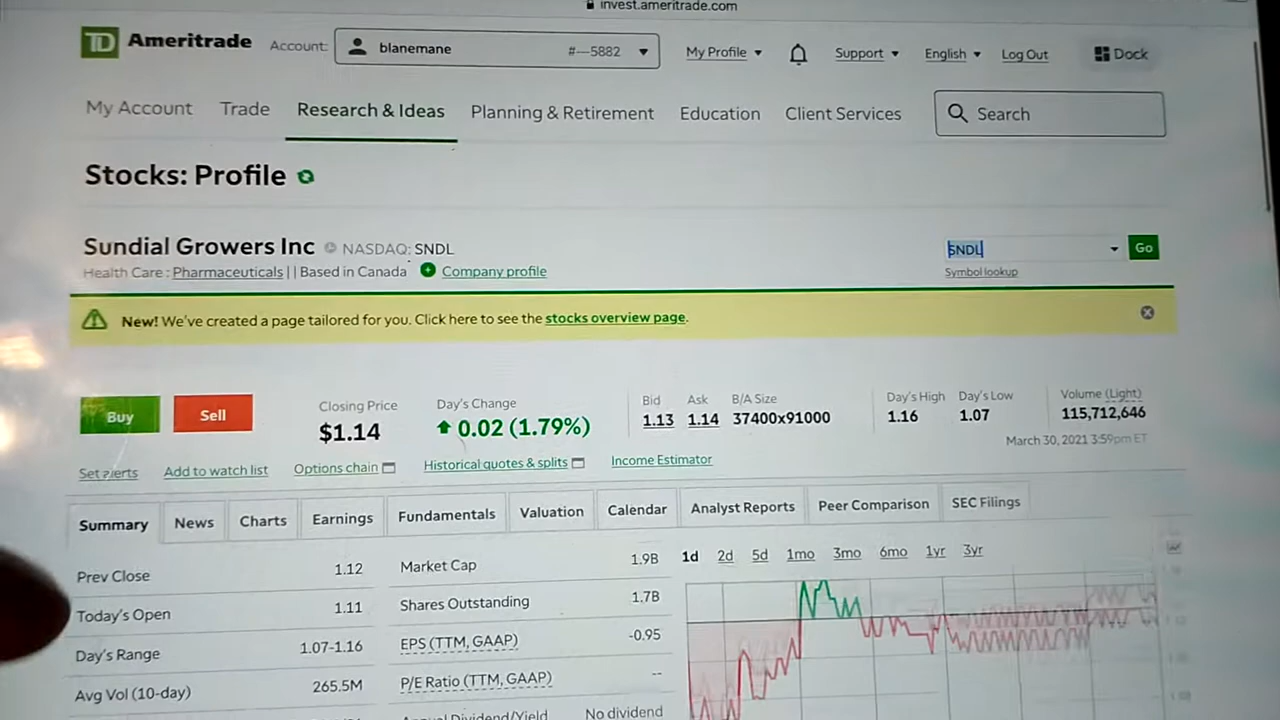 invest.ameritrade.com
TD Ameritrade Account: blanemane #---5882 My Profile Support English Log Out Dock
My Account Trade Research & Ideas Planning & Retirement Education Client Services Search
Stocks: Profile
Sundial Growers Inc NASDAQ: SNDL SNDL Go
Health Care : Pharmaceuticals | | Based in Canada Company profile Symbol lookup
New! We've created a page tailored for you. Click here to see the stocks overview page.
Buy Sell
Closing Price Day's Change Bid Ask B/A Size Day's High Day's Low Volume (Light)
$1.14 0.02 (1.79%) 1.13 1.14 37400x91000 1.16 1.07 115,712,646
March 30, 2021 3:59pm ET
Set alerts Add to watch list Options chain Historical quotes & splits Income Estimator
Summary News Charts Earnings Fundamentals Valuation Calendar Analyst Reports Peer Comparison SEC Filings
Prev Close 1.12 Market Cap 1.9B 1d 2d 5d 1mo 3mo 6mo 1yr 3yr
Today's Open 1.11 Shares Outstanding 1.7B
Day's Range 1.07-1.16 EPS (TTM, GAAP) -0.95
Avg Vol (10-day) 265.5M P/E Ratio (TTM, GAAP) --
Annual Dividend/Yield No dividend